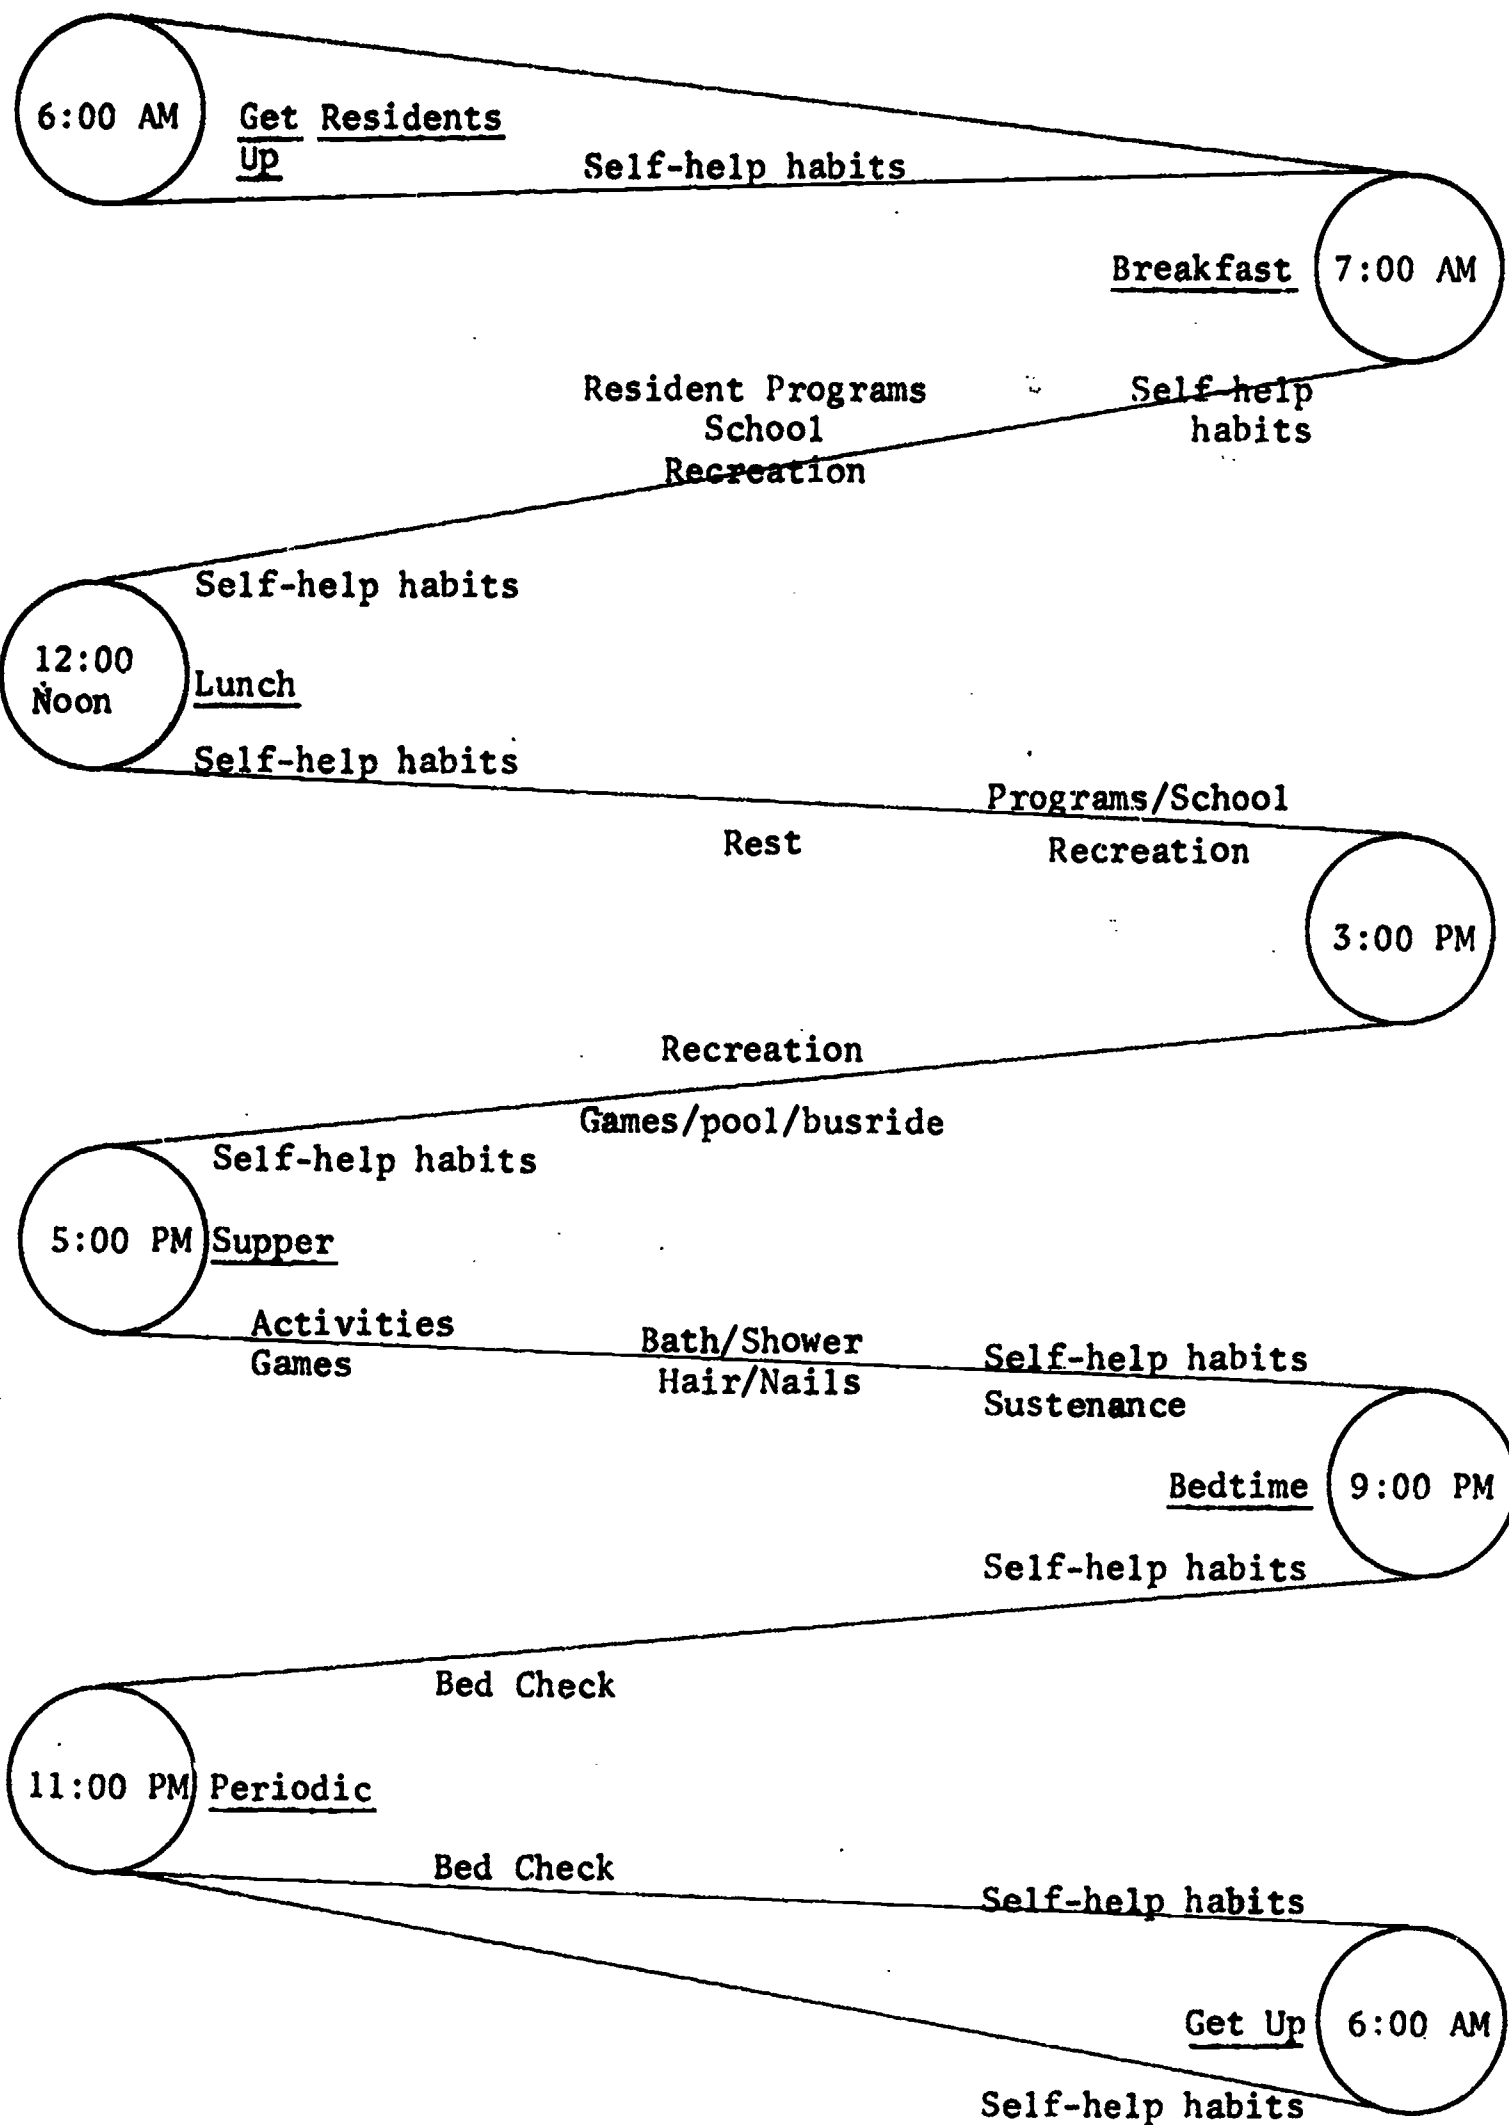 6:00 AM Get Residents
Up
Self-help habits
Breakfast 7:00 AM
Resident Programs Self-help
School habits
Recreation
Self-help habits
12:00
Noon
Lunch
Self-help habits
Programs/School
Rest Recreation
3:00 PM
Recreation
Games/pool/busride
Self-help habits
5:00 PM Supper
Activities Bath/Shower Self-help habits
Games Hair/Nails Sustenance
Bedtime 9:00 PM
Self-help habits
Bed Check
11:00 PM Periodic
Bed Check Self-help habits
Get Up 6:00 AM
Self-help habits